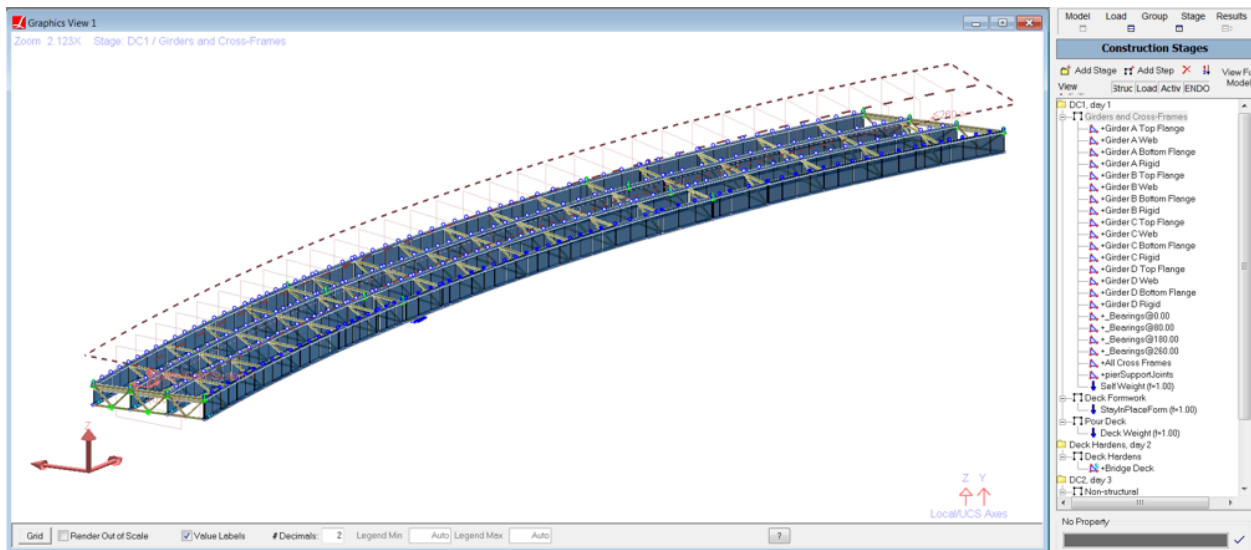 Graphics View 1
Zoom 2.123X Stage: DC1 / Girders and Cross-Frames
Z
Z Y
Local/UCS Axes
Grid Render Out of Scale Value Labels # Decimals: 2 Legend Min Auto Legend Max Auto ?
Model Load Group Stage Results
Construction Stages
Add Stage Add Step View Fu
View Struc Load Activ ENDO Model
DC1, day 1
Girders and Cross-Frames
+Girder A Top Flange
+Girder A Web
+Girder A Bottom Flange
+Girder A Rigid
+Girder B Top Flange
+Girder B Web
+Girder B Bottom Flange
+Girder B Rigid
+Girder C Top Flange
+Girder C Web
+Girder C Bottom Flange
+Girder C Rigid
+Girder D Top Flange
+Girder D Web
+Girder D Bottom Flange
+Girder D Rigid
+_Bearings@0.00
+_Bearings@80.00
+_Bearings@180.00
+_Bearings@260.00
+All Cross Frames
+pierSupportJoints
Self Weight (f=1.00)
Deck Formwork
StayInPlaceForm (f=1.00)
Pour Deck
Deck Weight (f=1.00)
Deck Hardens, day 2
Deck Hardens
+Bridge Deck
DC2, day 3
Non-structural
No Property